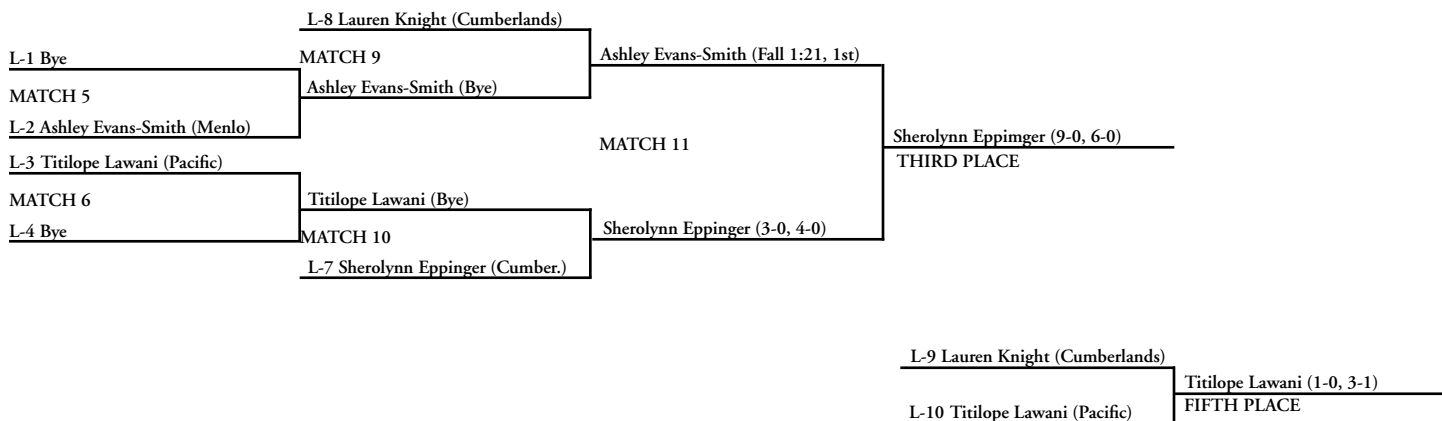 L-8 Lauren Knight (Cumberlands)
L-1 Bye
MATCH 9
Ashley Evans-Smith (Fall 1:21, 1st)
MATCH 5
Ashley Evans-Smith (Bye)
L-2 Ashley Evans-Smith (Menlo)
MATCH 11
Sherolynn Eppimger (9-0, 6-0)
THIRD PLACE
L-3 Titilope Lawani (Pacific)
MATCH 6
Titilope Lawani (Bye)
L-4 Bye
MATCH 10
Sherolynn Eppinger (3-0, 4-0)
L-7 Sherolynn Eppinger (Cumber.)
L-9 Lauren Knight (Cumberlands)
Titilope Lawani (1-0, 3-1)
FIFTH PLACE
L-10 Titilope Lawani (Pacific)